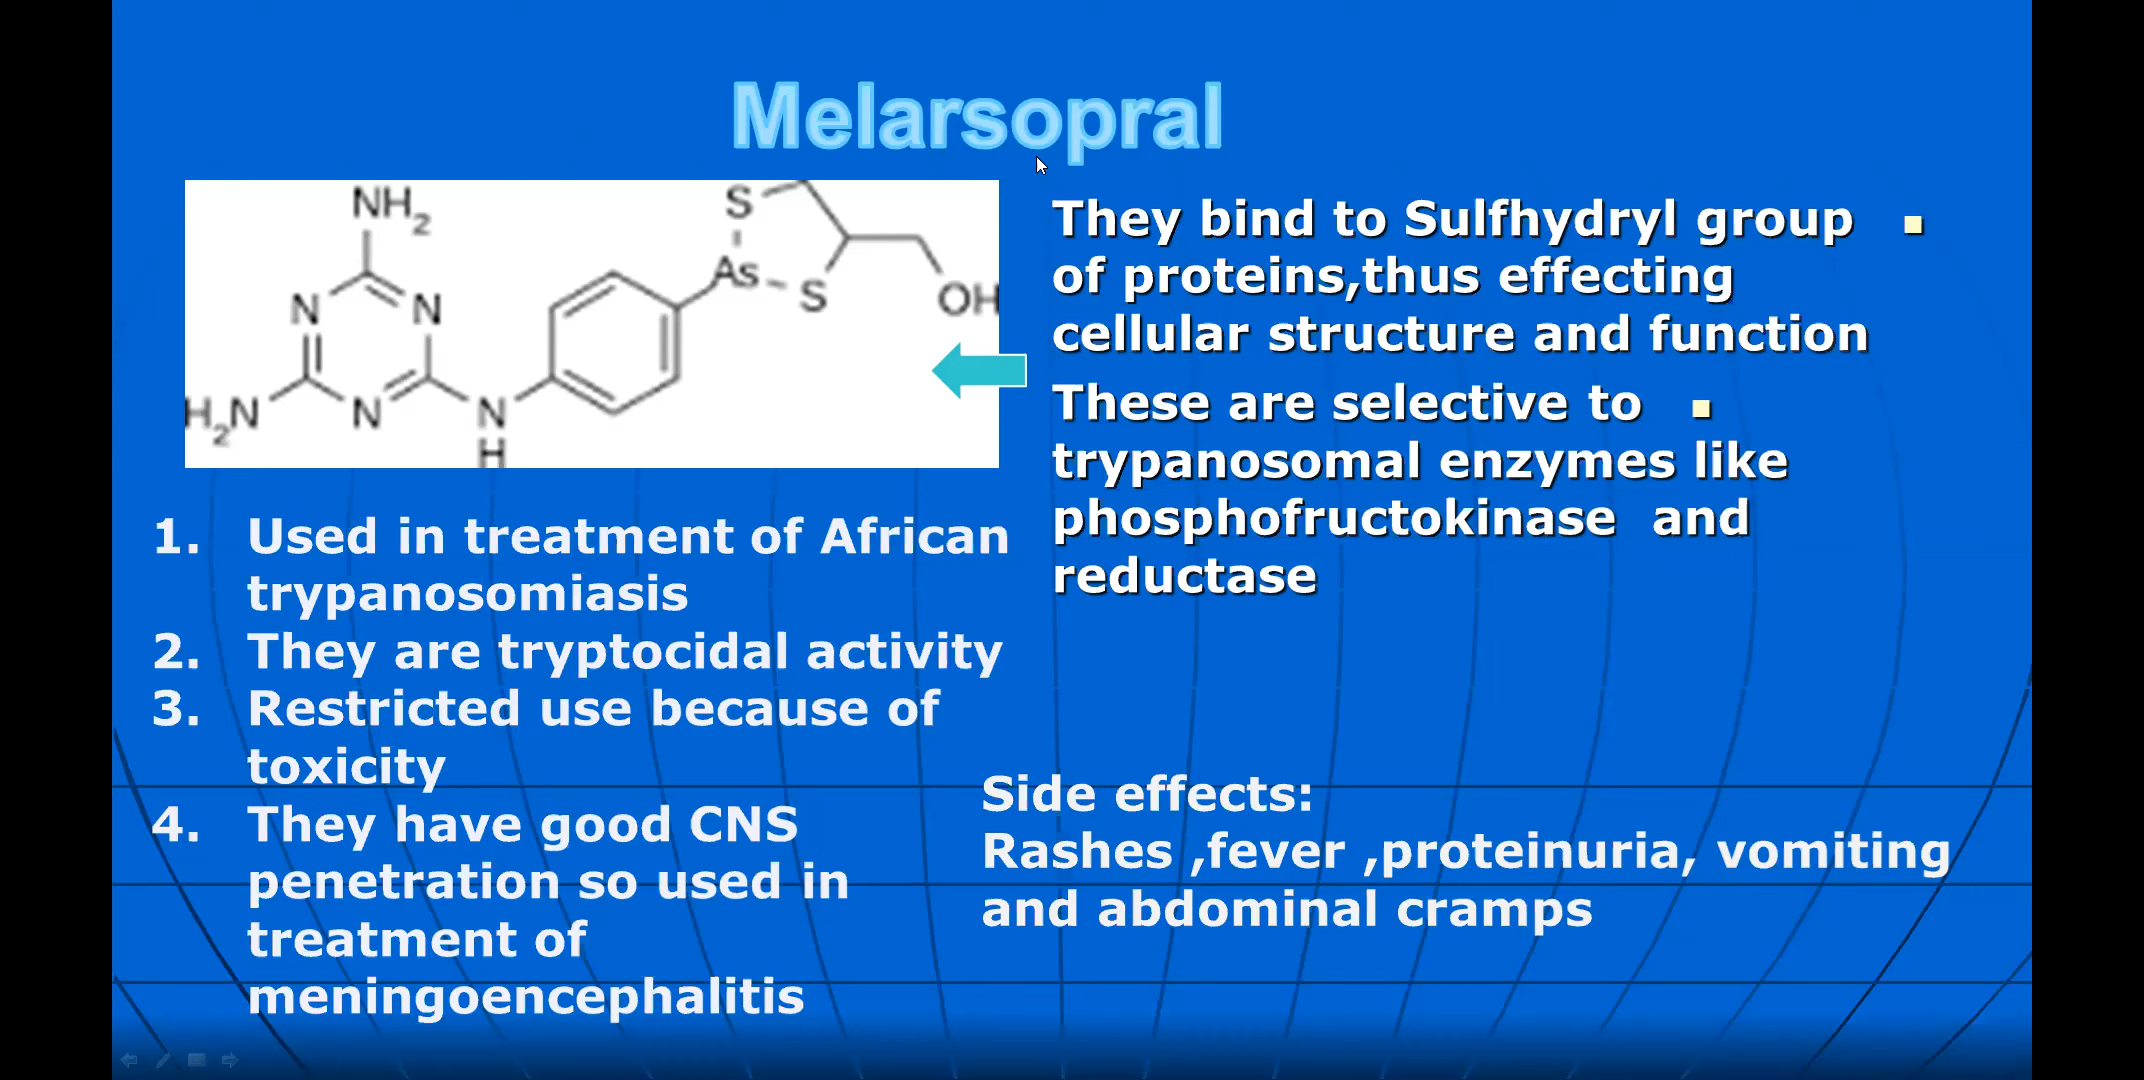 Melarsopral
NH2
S
As
S
OH
N
N
H2N
N
N
H
They bind to Sulfhydryl group
of proteins,thus effecting
cellular structure and function
These are selective to
trypanosomal enzymes like
phosphofructokinase and
reductase
1. Used in treatment of African
trypanosomiasis
2. They are tryptocidal activity
3. Restricted use because of
toxicity
4. They have good CNS
penetration so used in
treatment of
meningoencephalitis
Side effects:
Rashes ,fever ,proteinuria, vomiting
and abdominal cramps